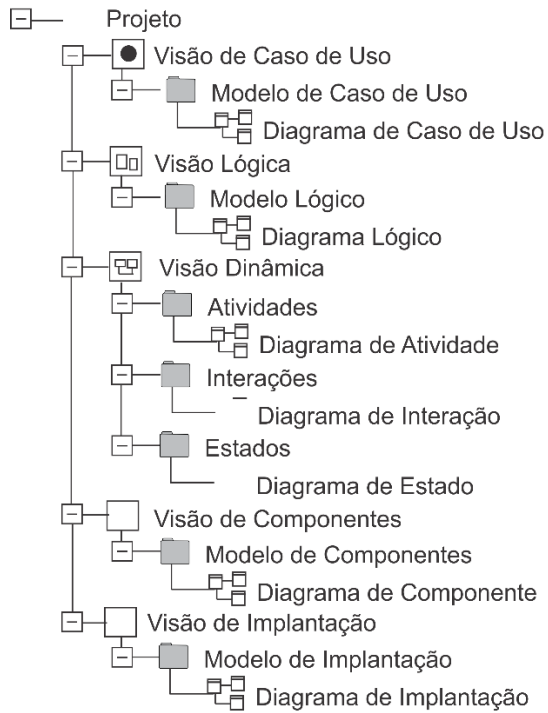 Projeto
Visão de Caso de Uso
Modelo de Caso de Uso
Diagrama de Caso de Uso
Visão Lógica
Modelo Lógico
Diagrama Lógico
Visão Dinâmica
Atividades
Diagrama de Atividade
Interações
Diagrama de Interação
Estados
Diagrama de Estado
Visão de Componentes
Modelo de Componentes
Diagrama de Componente
Visão de Implantação
Modelo de Implantação
Diagrama de Implantação